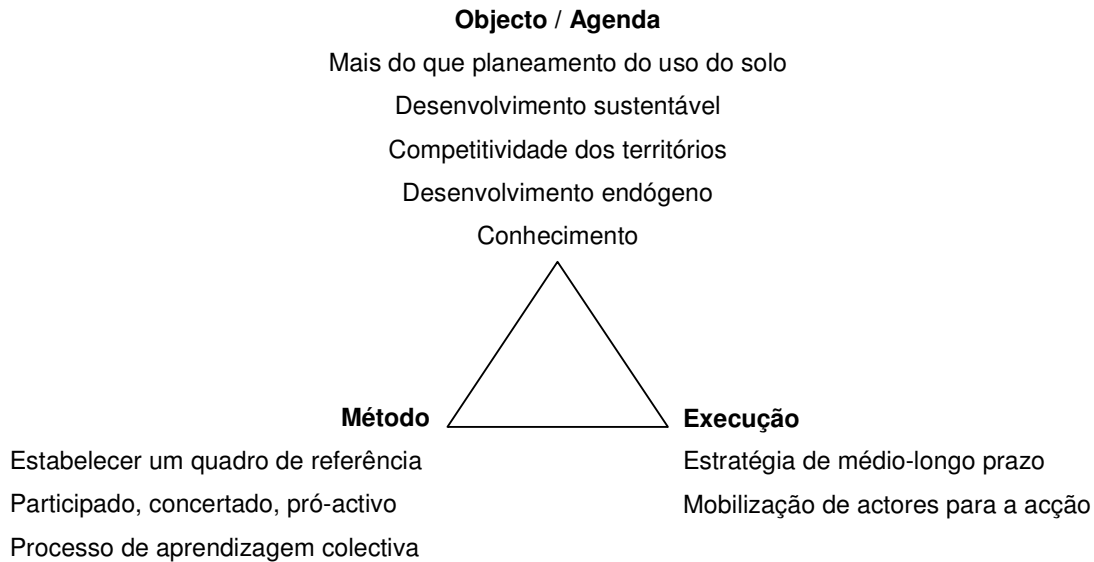 Objecto / Agenda
Mais do que planeamento do uso do solo
Desenvolvimento sustentável
Competitividade dos territórios
Desenvolvimento endógeno
Conhecimento
Método
Estabelecer um quadro de referência
Participado, concertado, pró-activo
Processo de aprendizagem colectiva
Execução
Estratégia de médio-longo prazo
Mobilização de actores para a acção